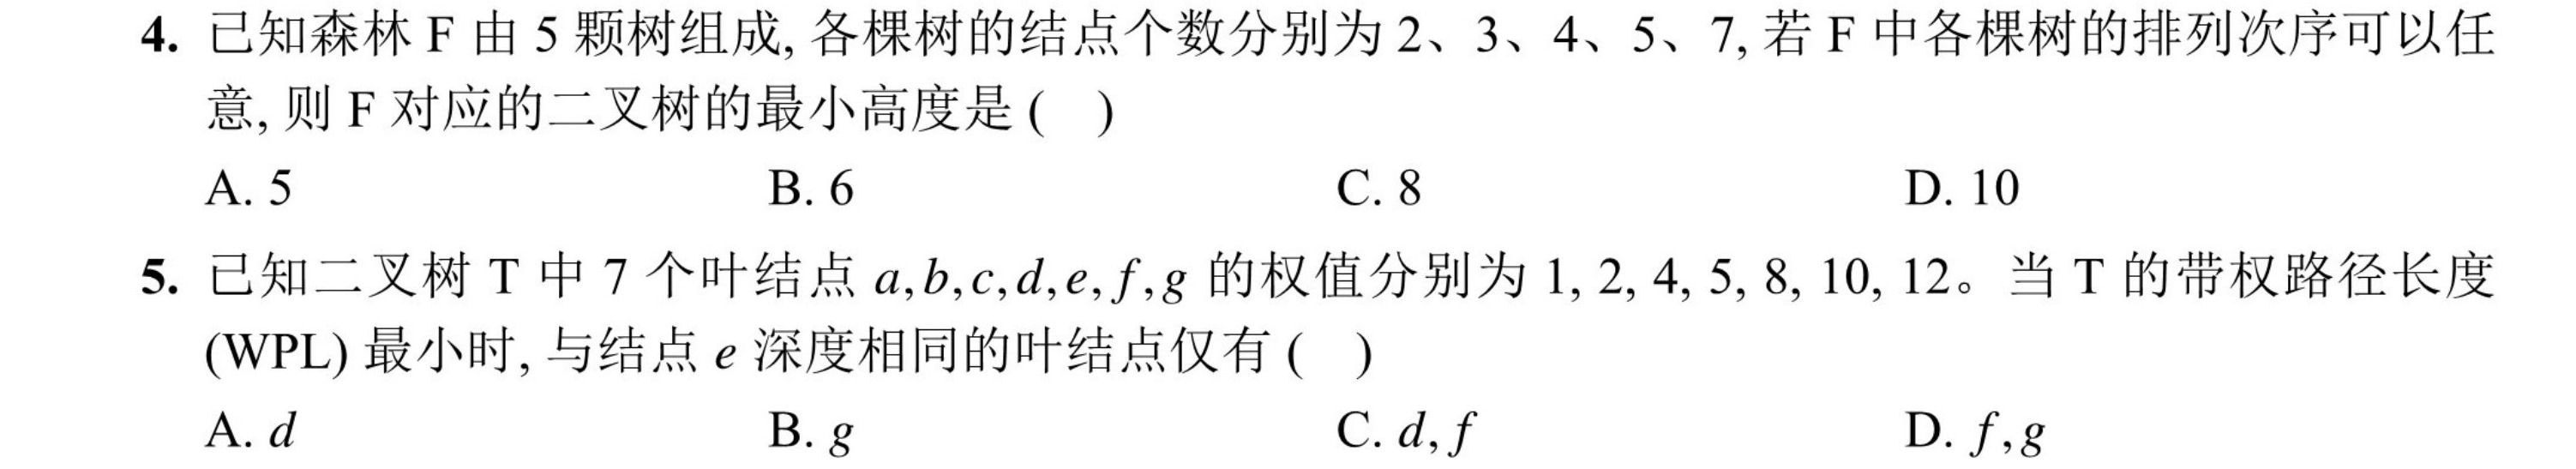 4. 已知森林 F 由 5 颗树组成, 各棵树的结点个数分别为 2、3、4、5、7, 若 F 中各棵树的排列次序可以任
意, 则 F 对应的二叉树的最小高度是 ( )
A. 5 B. 6 C. 8 D. 10
5. 已知二叉树 T 中 7 个叶结点 a, b, c, d, e, f, g 的权值分别为 1, 2, 4, 5, 8, 10, 12。当 T 的带权路径长度
(WPL) 最小时, 与结点 e 深度相同的叶结点仅有 ( )
A. d B. g C. d, f D. f, g